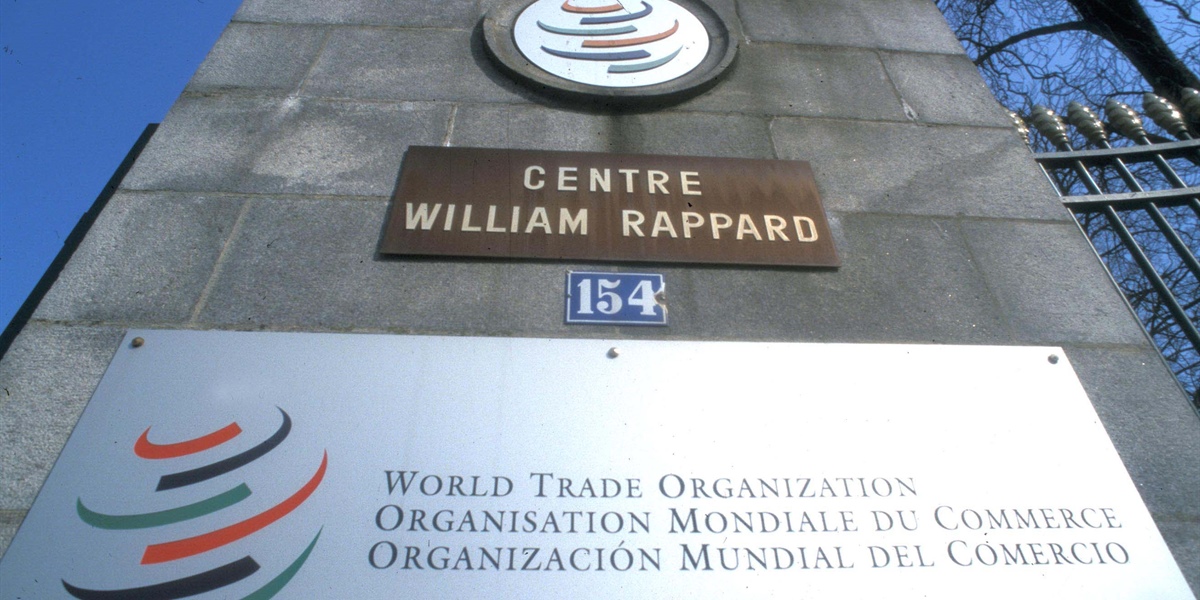 CENTRE
WILLIAM RAPPARD
154
WORLD TRADE ORGANIZATION
ORGANISATION MONDIALE DU COMMERCE
ORGANIZACIÓN MUNDIAL DEL COMERCIO